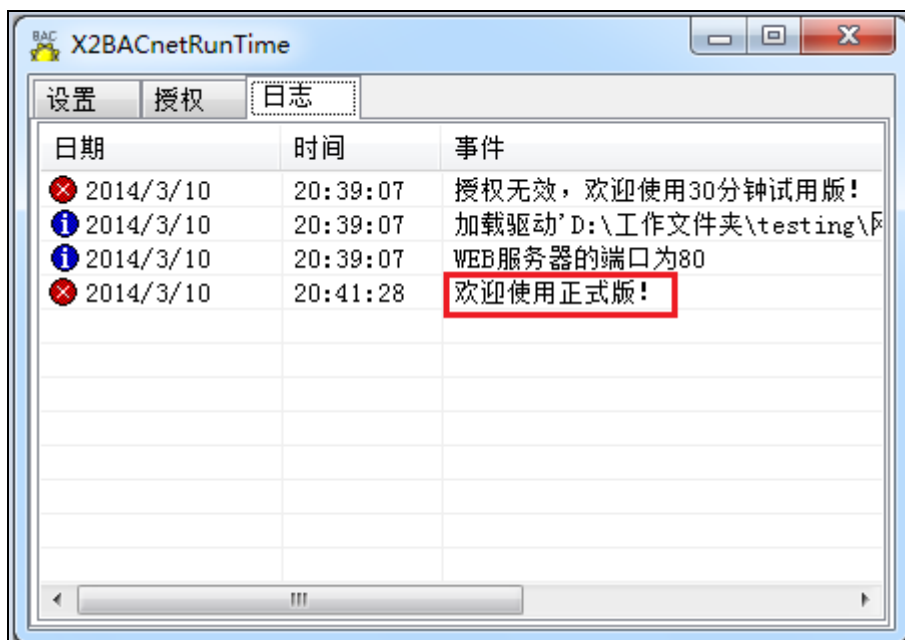 BAC
X2BACnetRunTime
设置 授权 日志
日期 时间 事件
2014/3/10 20:39:07 授权无效，欢迎使用30分钟试用版!
2014/3/10 20:39:07 加载驱动'D:\工作文件夹\testing\
2014/3/10 20:39:07 WEB服务器的端口为80
2014/3/10 20:41:28 欢迎使用正式版!